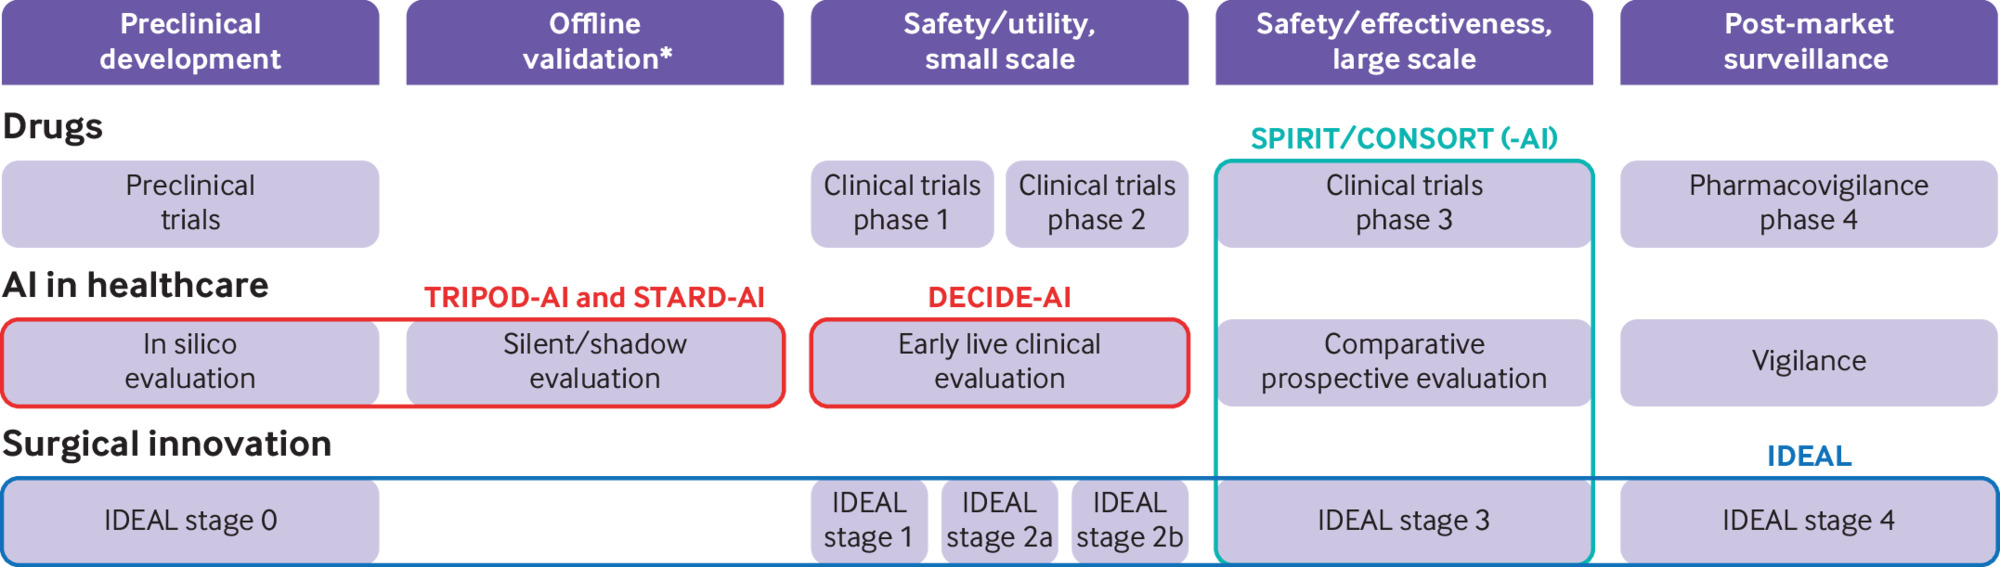 Preclinical
development
Offline
validation*
Safety/utility,
small scale
Safety/effectiveness,
large scale
Post-market
surveillance
Drugs
SPIRIT/CONSORT (-AI)
Preclinical
trials
Clinical trials
phase 1
Clinical trials
phase 2
Clinical trials
phase 3
Pharmacovigilance
phase 4
AI in healthcare
TRIPOD-AI and STARD-AI
DECIDE-AI
In silico
evaluation
Silent/shadow
evaluation
Early live clinical
evaluation
Comparative
prospective evaluation
Vigilance
Surgical innovation
IDEAL
IDEAL stage 0
IDEAL
stage 1
IDEAL
stage 2a
IDEAL
stage 2b
IDEAL stage 3
IDEAL stage 4